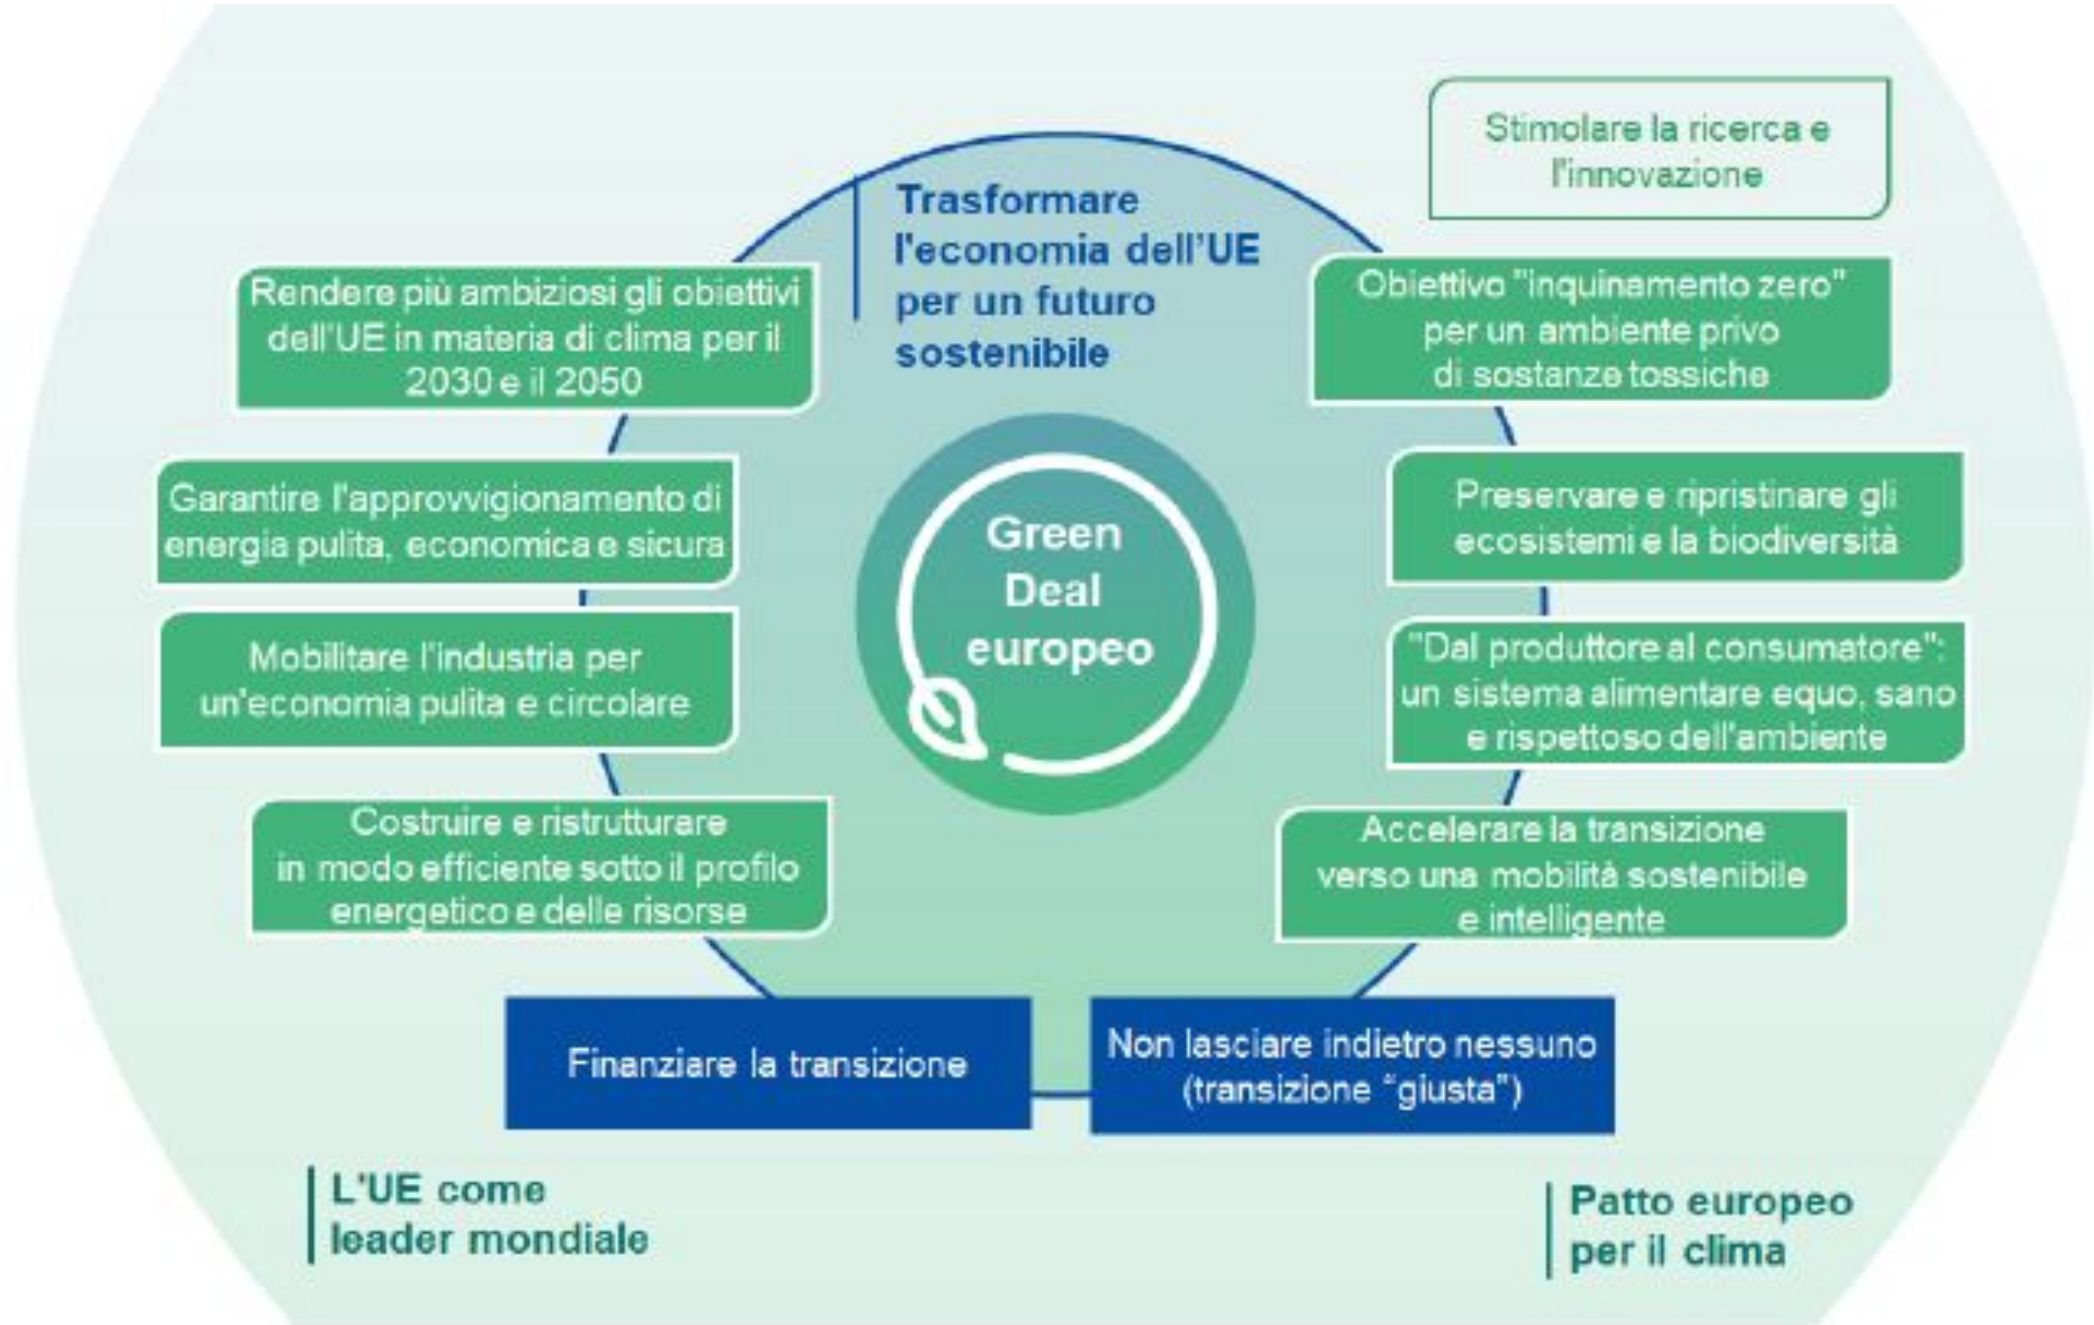 Stimolare la ricerca e
l'innovazione
Trasformare
l'economia dell'UE
per un futuro
sostenibile
Rendere più ambiziosi gli obiettivi
dell'UE in materia di clima per il
2030 e il 2050
Garantire l'approvvigionamento di
energia pulita, economica e sicura
Mobilitare l'industria per
un'economia pulita e circolare
Costruire e ristrutturare
in modo efficiente sotto il profilo
energetico e delle risorse
Green
Deal
europeo
Obiettivo "inquinamento zero"
per un ambiente privo
di sostanze tossiche
Preservare e ripristinare gli
ecosistemi e la biodiversità
"Dal produttore al consumatore":
un sistema alimentare equo, sano
e rispettoso dell'ambiente
Accelerare la transizione
verso una mobilità sostenibile
e intelligente
Finanziare la transizione
Non lasciare indietro nessuno
(transizione “giusta”)
L'UE come
leader mondiale
Patto europeo
per il clima